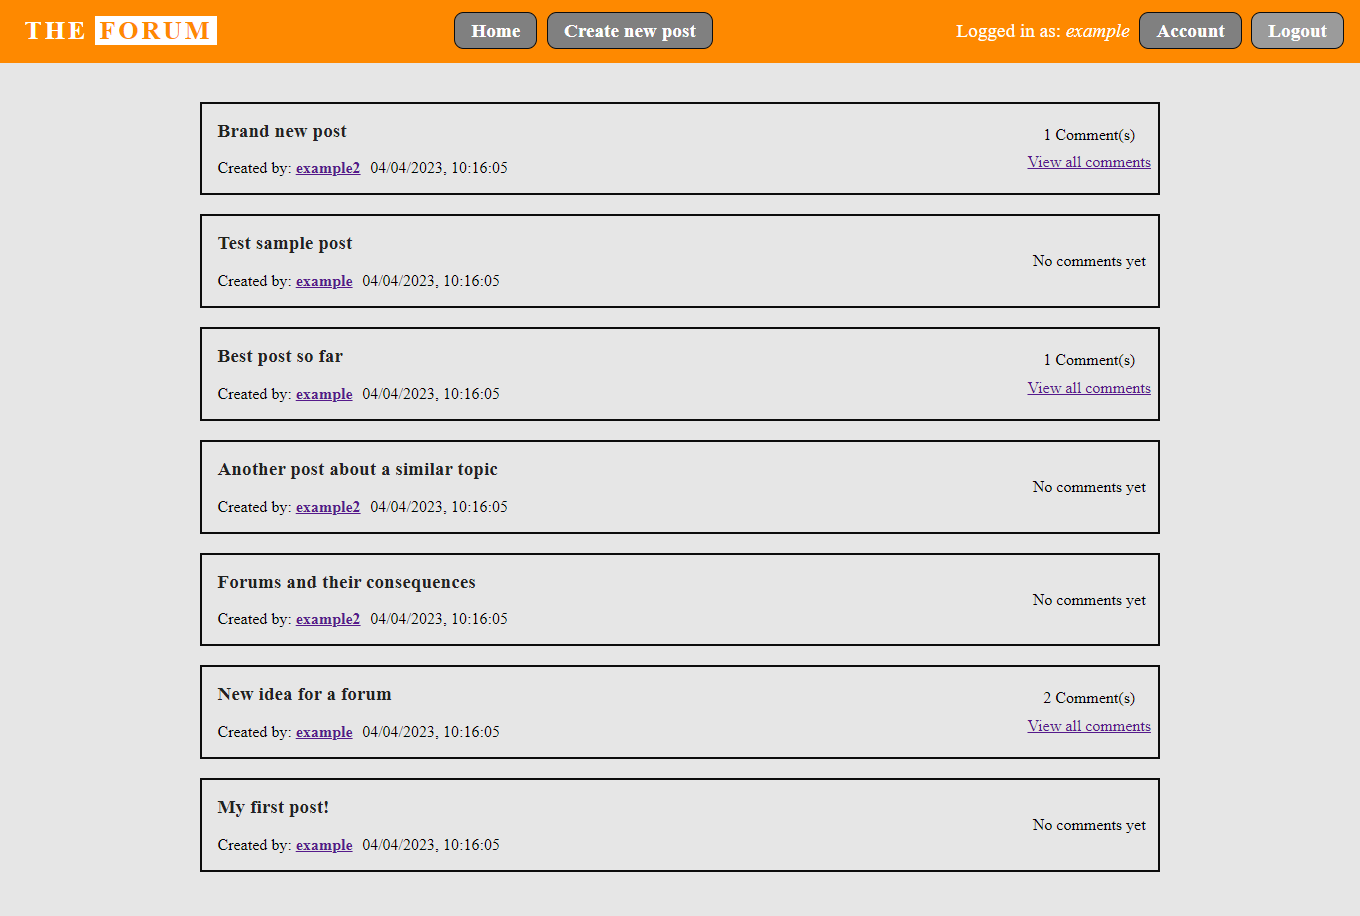 THE FORUM Home Create new post Logged in as: example Account Logout
Brand new post
1 Comment(s)
View all comments
Created by: example2 04/04/2023, 10:16:05
Test sample post
No comments yet
Created by: example 04/04/2023, 10:16:05
Best post so far
1 Comment(s)
View all comments
Created by: example 04/04/2023, 10:16:05
Another post about a similar topic
No comments yet
Created by: example2 04/04/2023, 10:16:05
Forums and their consequences
No comments yet
Created by: example2 04/04/2023, 10:16:05
New idea for a forum
2 Comment(s)
View all comments
Created by: example 04/04/2023, 10:16:05
My first post!
No comments yet
Created by: example 04/04/2023, 10:16:05